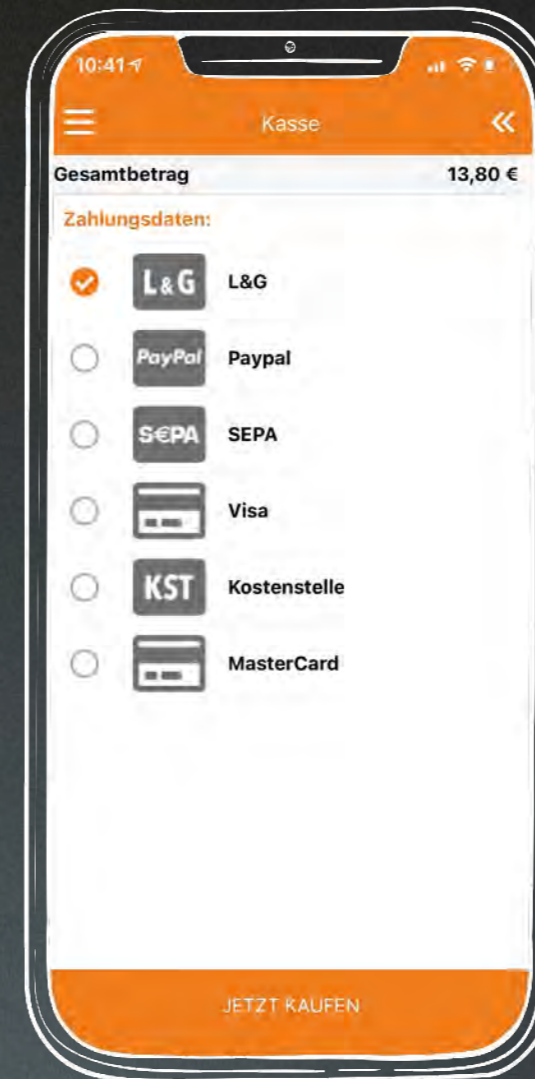 10:41
Kasse
Gesamtbetrag 13,80 €
Zahlungsdaten:
L&G L&G
PayPal Paypal
S€PA SEPA
Visa
KST Kostenstelle
MasterCard
JETZT KAUFEN